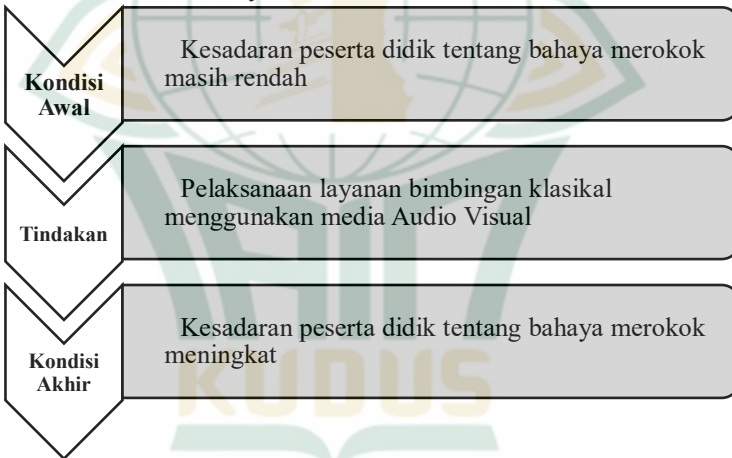 Kondisi
Awal
Kesadaran peserta didik tentang bahaya merokok
masih rendah
Tindakan
Pelaksanaan layanan bimbingan klasikal
menggunakan media Audio Visual
Kondisi
Akhir
Kesadaran peserta didik tentang bahaya merokok
meningkat
KUDUS